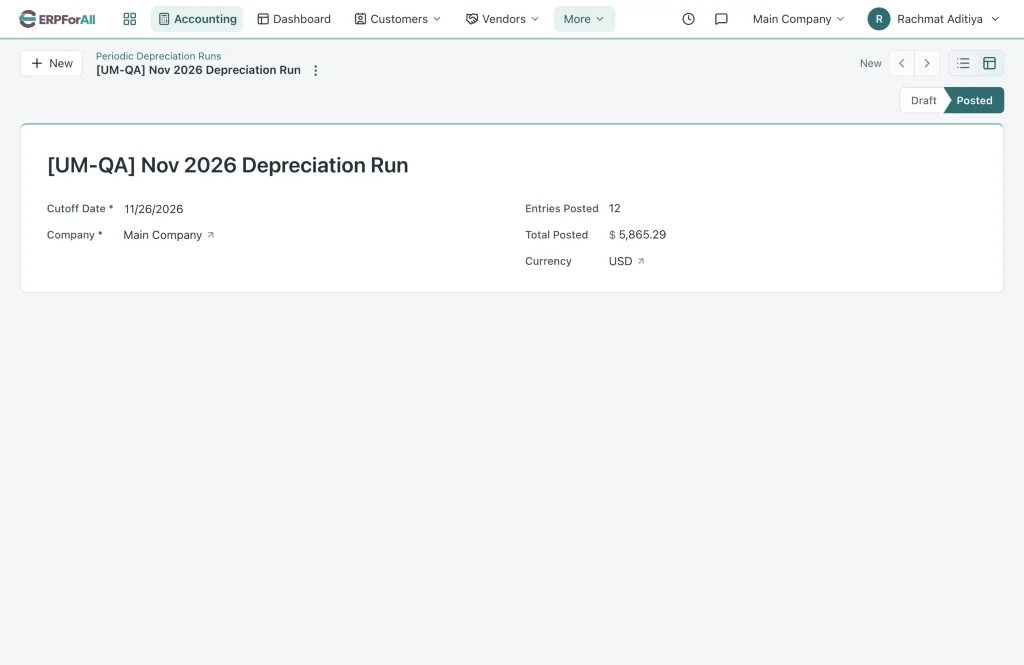 ERPForAll
Accounting
Dashboard
Customers
Vendors
More
Main Company
R
Rachmat Aditiya
New
Periodic Depreciation Runs
[UM-QA] Nov 2026 Depreciation Run
New
Draft
Posted
[UM-QA] Nov 2026 Depreciation Run
Cutoff Date * 11/26/2026
Company * Main Company
Entries Posted 12
Total Posted $ 5,865.29
Currency USD